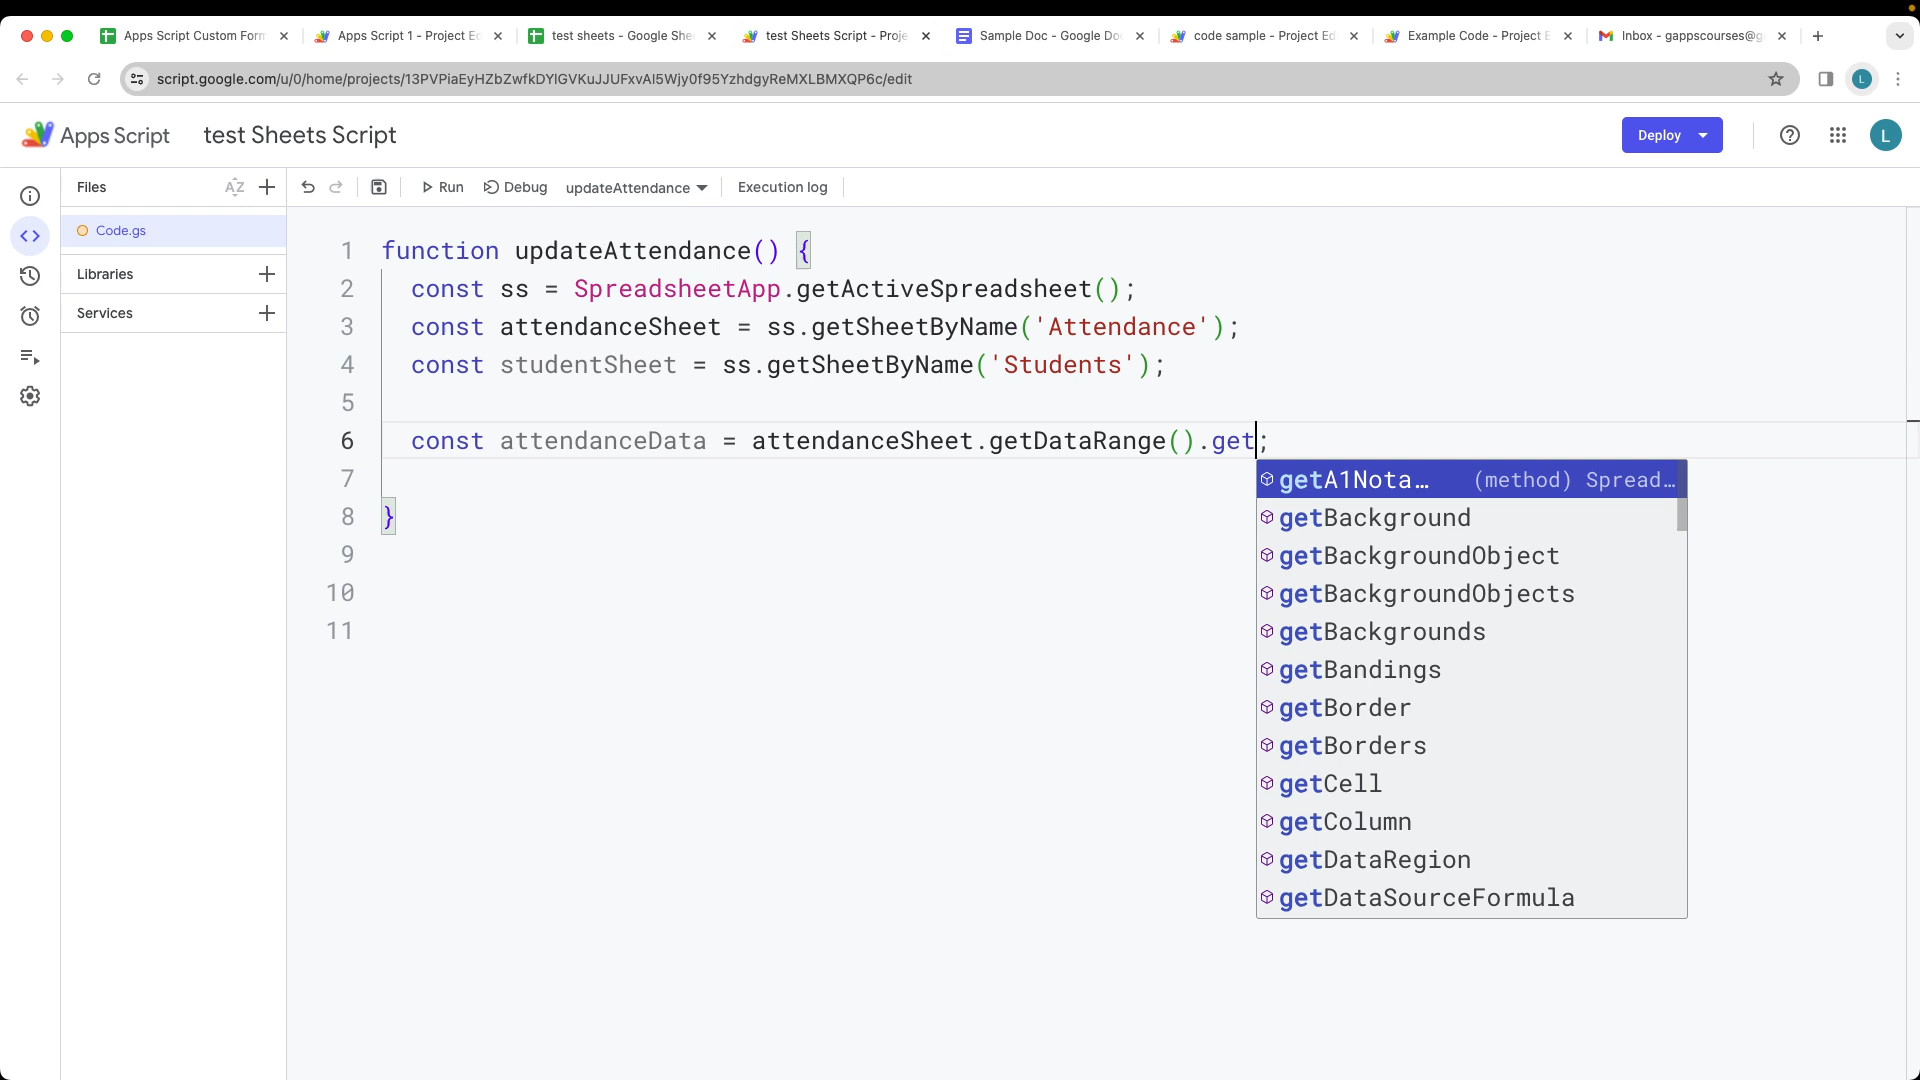 Apps Script Custom Form
Apps Script 1 - Project Ed
test sheets - Google She
test Sheets Script - Proje
Sample Doc - Google Do
code sample - Project Ed
Example Code - Project E
Inbox - gappscourses@g
script.google.com/u/0/home/projects/13PVPiaEyHZbZwfkDYlGVKuJJUFxvAl5Wjy0f95YzhdgyReMXLBMXQP6c/edit
L
Apps Script
test Sheets Script
Deploy
L
Files
AZ
Run
Debug
updateAttendance
Execution log
Code.gs
Libraries
Services
1 function updateAttendance() {
2 const ss = SpreadsheetApp.getActiveSpreadsheet();
3 const attendanceSheet = ss.getSheetByName('Attendance');
4 const studentSheet = ss.getSheetByName('Students');
5
6 const attendanceData = attendanceSheet.getDataRange().get;
7
8 }
9
10
11
getA1Nota… (method) Spread…
getBackground
getBackgroundObject
getBackgroundObjects
getBackgrounds
getBandings
getBorder
getBorders
getCell
getColumn
getDataRegion
getDataSourceFormula